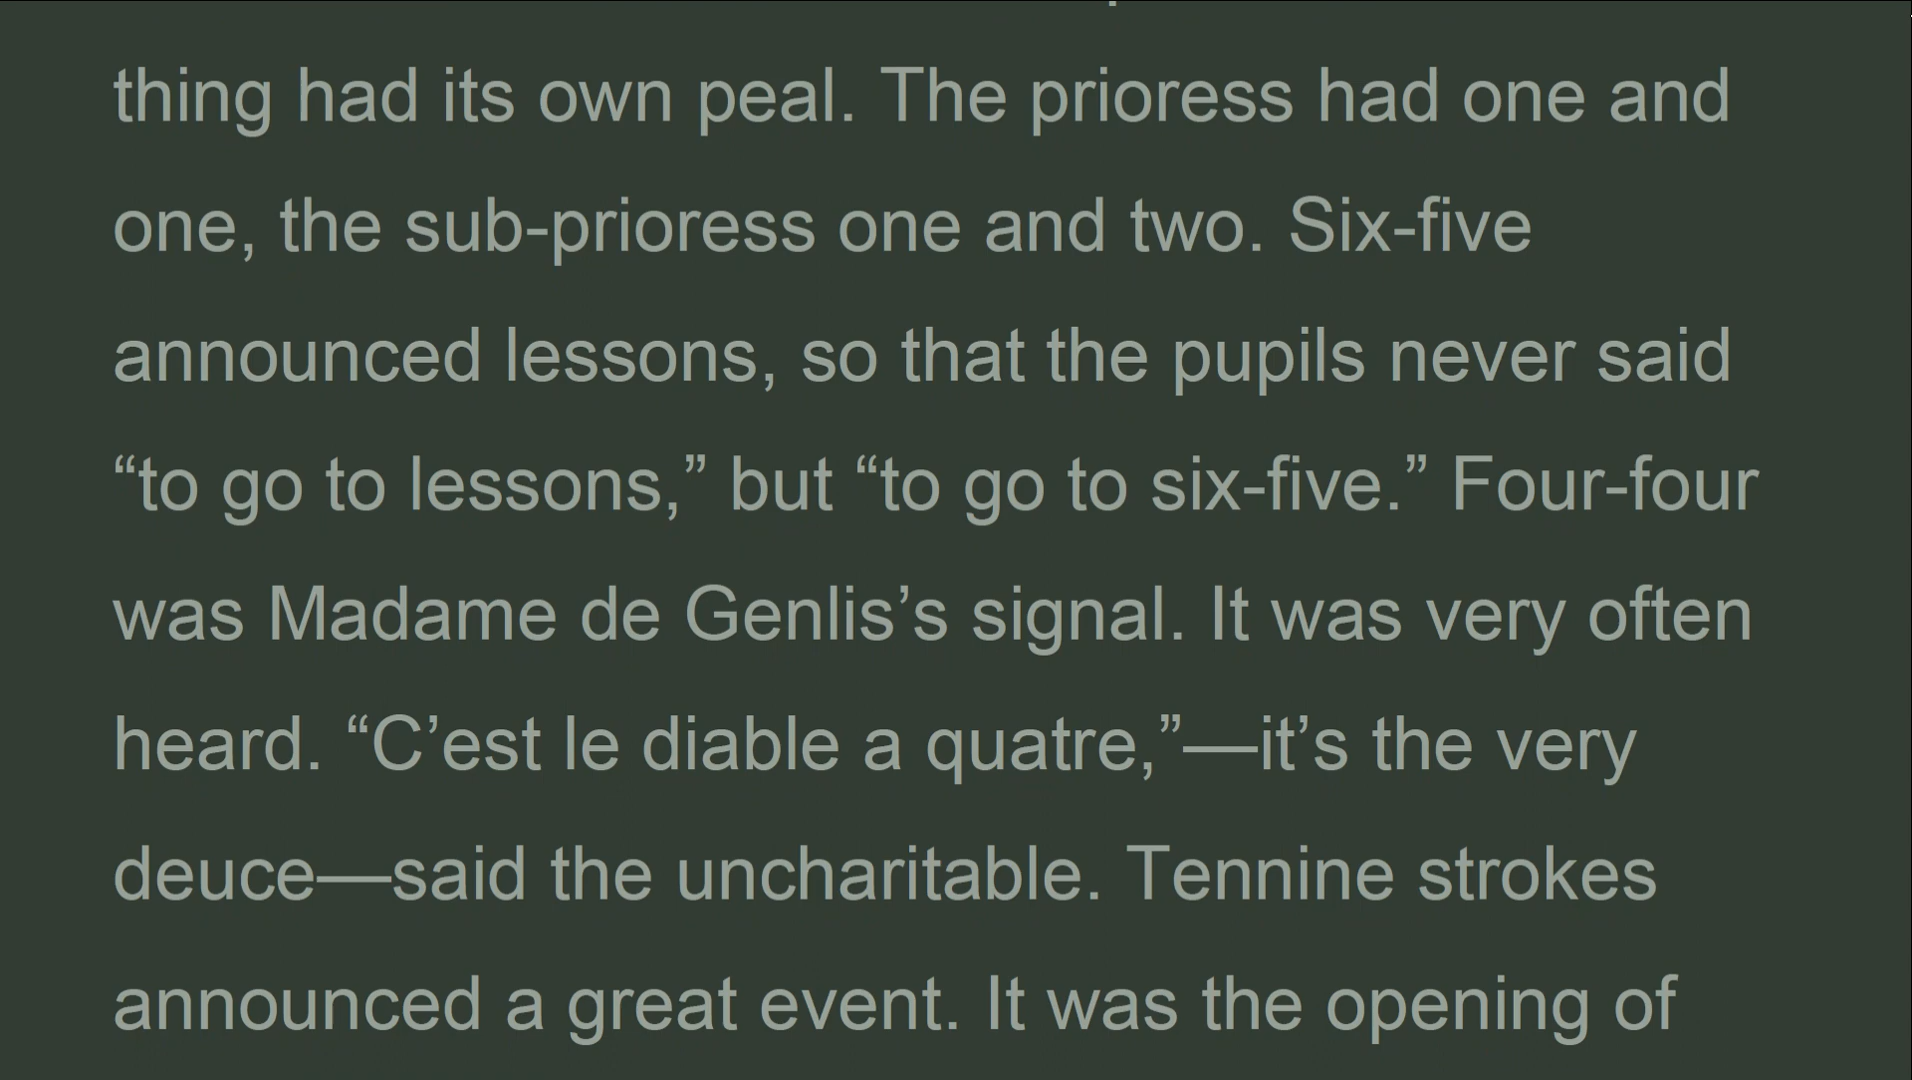 thing had its own peal. The prioress had one and
one, the sub-prioress one and two. Six-five
announced lessons, so that the pupils never said
“to go to lessons,” but “to go to six-five.” Four-four
was Madame de Genlis’s signal. It was very often
heard. “C’est le diable a quatre,”—it’s the very
deuce—said the uncharitable. Tennine strokes
announced a great event. It was the opening of